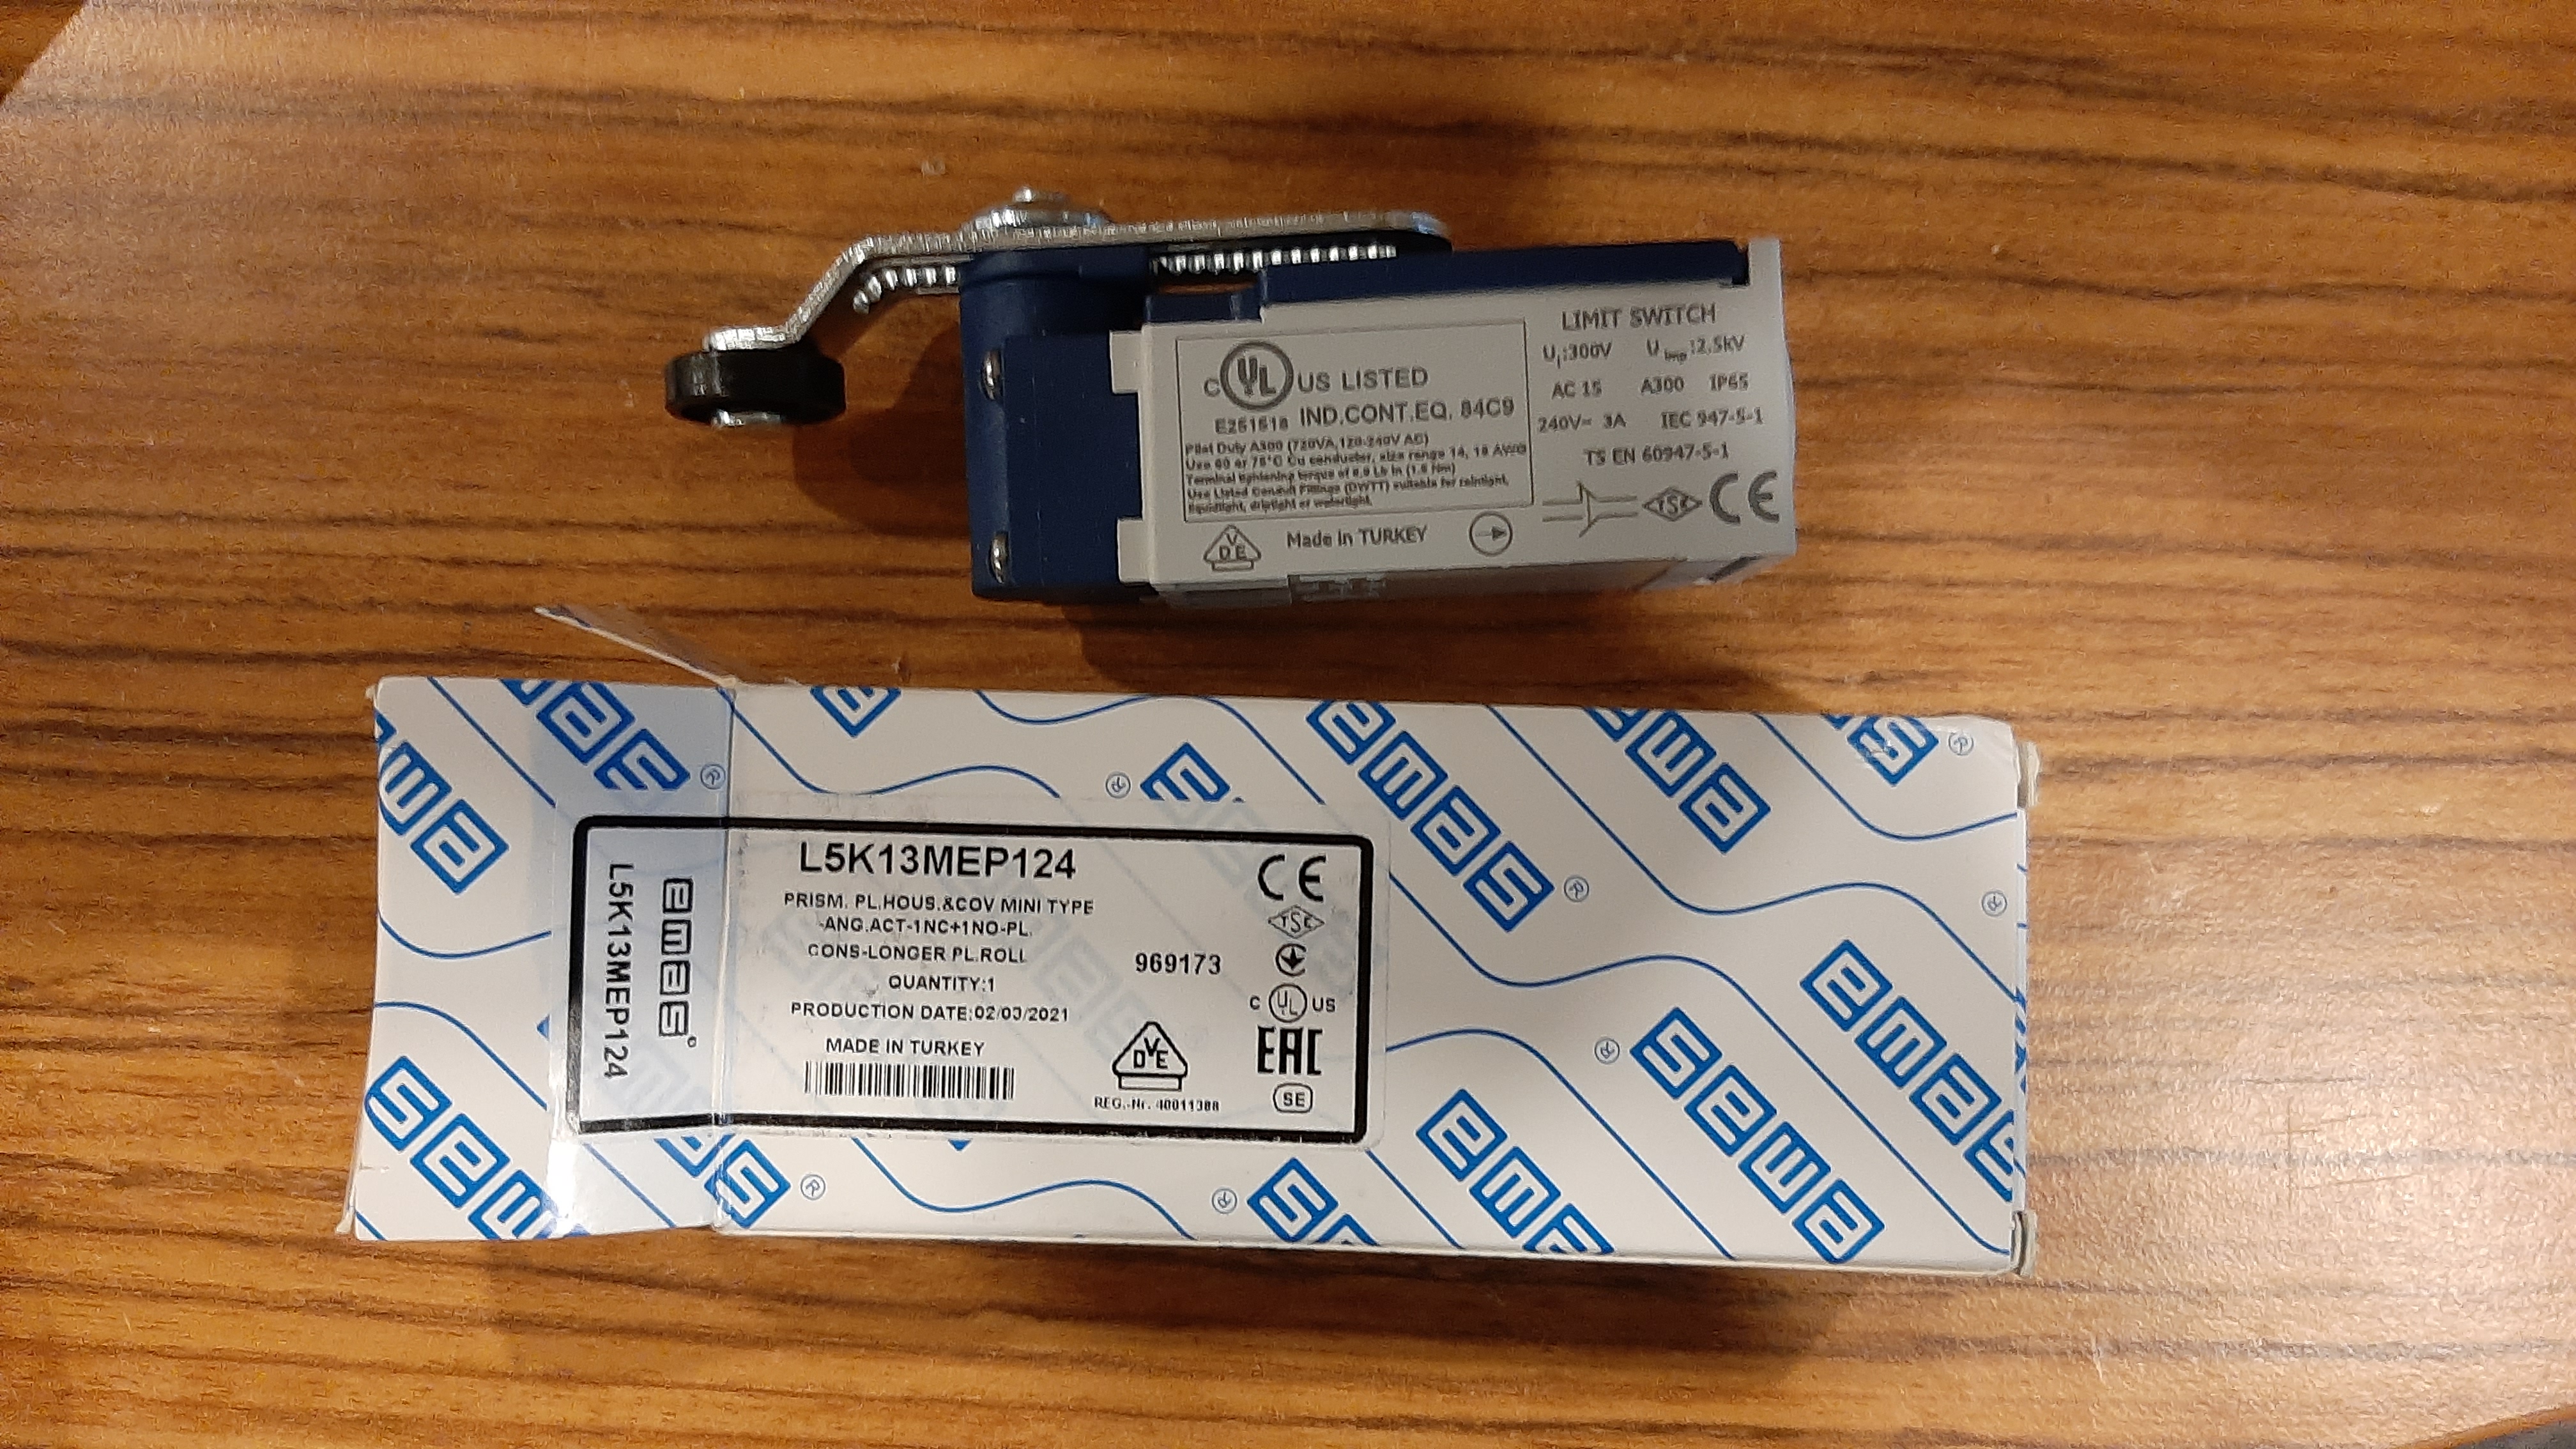 LIMIT SWITCH
Ui:300V Uimp:2.5kV
AC 15 A300 IP65
240V~ 3A IEC 947-5-1
TS EN 60947-5-1
TSE CE
C UL US LISTED
E251518 IND.CONT.EQ. 84C9
Pilot Duty A300 (720VA,120-240V AC)
Use 60 or 75°C Cu conductor, size range 14, 18 AWG
Terminal tightening torque of Lb in
Use Listed Conduit Fittings (DWTT) suitable for raintight,
liquidtight, driptight or watertight.
VDE Made in TURKEY
emas
L5K13MEP124
L5K13MEP124
PRISM. PL.HOUS.&COV MINI TYPE
-ANG.ACT-1NC+1NO-PL.
CONS-LONGER PL.ROLL
QUANTITY:1
PRODUCTION DATE:02/03/2021
MADE IN TURKEY
969173
VDE
REG.-Nr. 40011388
CE
TSE
C UL US
EAC
SE
emas
emas
emas
emas
emas
emas